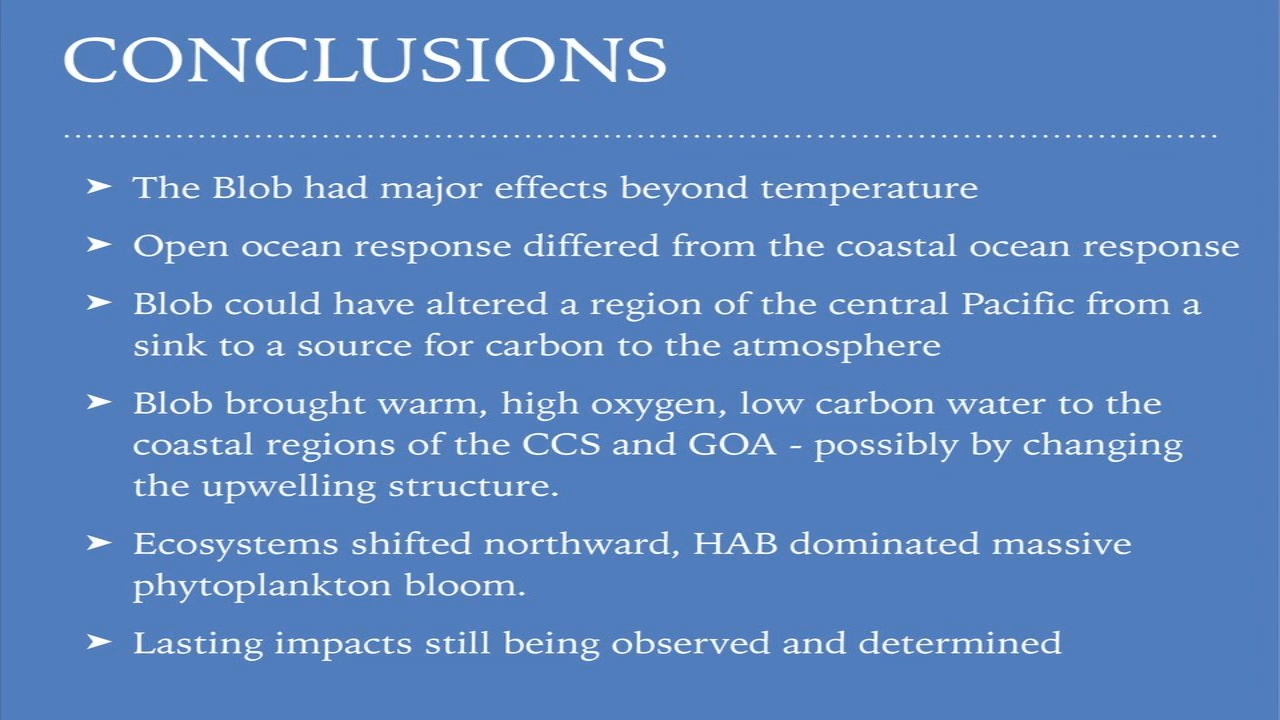 CONCLUSIONS
➤ The Blob had major effects beyond temperature
➤ Open ocean response differed from the coastal ocean response
➤ Blob could have altered a region of the central Pacific from a
sink to a source for carbon to the atmosphere
➤ Blob brought warm, high oxygen, low carbon water to the
coastal regions of the CCS and GOA - possibly by changing
the upwelling structure.
➤ Ecosystems shifted northward, HAB dominated massive
phytoplankton bloom.
➤ Lasting impacts still being observed and determined